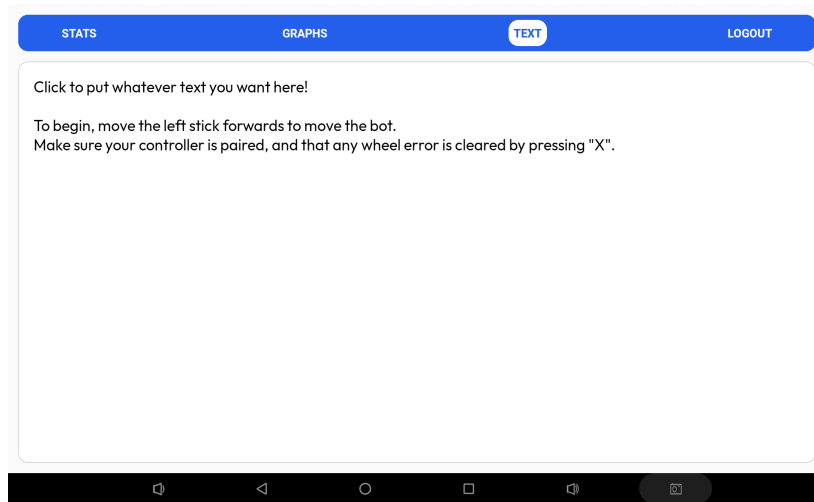 STATS GRAPHS TEXT LOGOUT
Click to put whatever text you want here!
To begin, move the left stick forwards to move the bot.
Make sure your controller is paired, and that any wheel error is cleared by pressing "X".